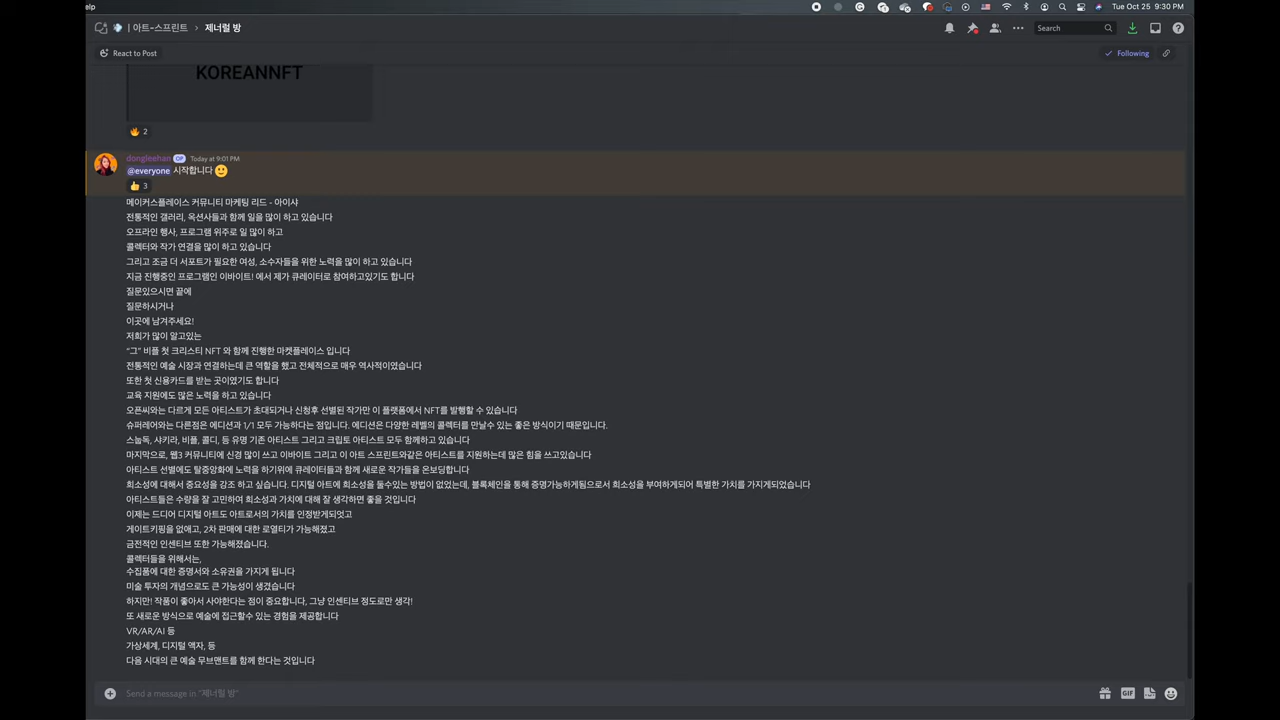 elp
Tue Oct 25 9:30 PM
| 아트-스프린트 > 제너럴 방
Search
React to Post
Following
KOREANNFT
2
dongleehan OP Today at 9:01 PM
@everyone 시작합니다
3
메이커스플레이스 커뮤니티 마케팅 리드 - 아이샤
전통적인 갤러리, 옥션사들과 함께 일을 많이 하고 있습니다
오프라인 행사, 프로그램 위주로 일 많이 하고
콜렉터와 작가 연결을 많이 하고 있습니다
그리고 조금 더 서포트가 필요한 여성, 소수자들을 위한 노력을 많이 하고 있습니다
지금 진행중인 프로그램인 이바이트! 에서 제가 큐레이터로 참여하고있기도 합니다
질문있으시면 끝에
질문하시거나
이곳에 남겨주세요!
저희가 많이 알고있는
"그" 비플 첫 크리스티 NFT 와 함께 진행한 마켓플레이스 입니다
전통적인 예술 시장과 연결하는데 큰 역할을 했고 전체적으로 매우 역사적이였습니다
또한 첫 신용카드를 받는 곳이였기도 합니다
교육 지원에도 많은 노력을 하고 있습니다
오픈씨와는 다르게 모든 아티스트가 초대되거나 신청후 선별된 작가만 이 플랫폼에서 NFT를 발행할 수 있습니다
슈퍼레어와는 다른점은 에디션과 1/1 모두 가능하다는 점입니다. 에디션은 다양한 레벨의 콜렉터를 만날수 있는 좋은 방식이기 때문입니다.
스눕독, 샤키라, 비플, 콜디, 등 유명 기존 아티스트 그리고 크립토 아티스트 모두 함께하고 있습니다
마지막으로, 웹3 커뮤니티에 신경 많이 쓰고 이바이트 그리고 이 아트 스프린트와같은 아티스트를 지원하는데 많은 힘을 쓰고있습니다
아티스트 선별에도 탈중앙화에 노력을 하기위에 큐레이터들과 함께 새로운 작가들을 온보딩합니다
희소성에 대해서 중요성을 강조 하고 싶습니다. 디지털 아트에 희소성을 둘수있는 방법이 없었는데, 블록체인을 통해 증명가능하게됨으로서 희소성을 부여하게되어 특별한 가치를 가지게되었습니다
아티스트들은 수량을 잘 고민하여 희소성과 가치에 대해 잘 생각하면 좋을 것입니다
이제는 드디어 디지털 아트도 아트로서의 가치를 인정받게되엇고
게이트키핑을 없애고, 2차 판매에 대한 로열티가 가능해졌고
금전적인 인센티브 또한 가능해졌습니다.
콜렉터들을 위해서는,
수집품에 대한 증명서와 소유권을 가지게 됩니다
미술 투자의 개념으로도 큰 가능성이 생겼습니다
하지만! 작품이 좋아서 사야한다는 점이 중요합니다, 그냥 인센티브 정도로만 생각!
또 새로운 방식으로 예술에 접근할수 있는 경험을 제공합니다
VR/AR/AI 등
가상세계, 디지털 액자, 등
다음 시대의 큰 예술 무브맨트를 함께 한다는 것입니다
Send a message in "제너럴 방"
GIF